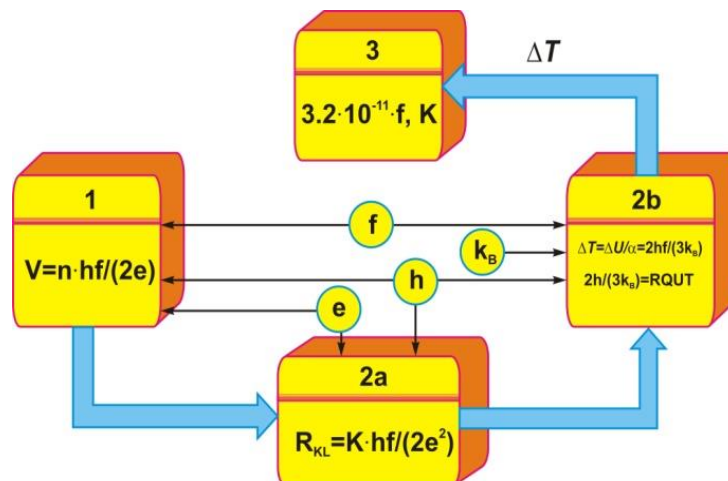 3
ΔT
3.2·10⁻¹¹·f, K
1
f
2b
V=n·hf/(2e)
k_B
ΔT=ΔU/α=2hf/(3k_B)
h
2h/(3k_B)=RQUT
e
2a
R_KL=K·hf/(2e²)